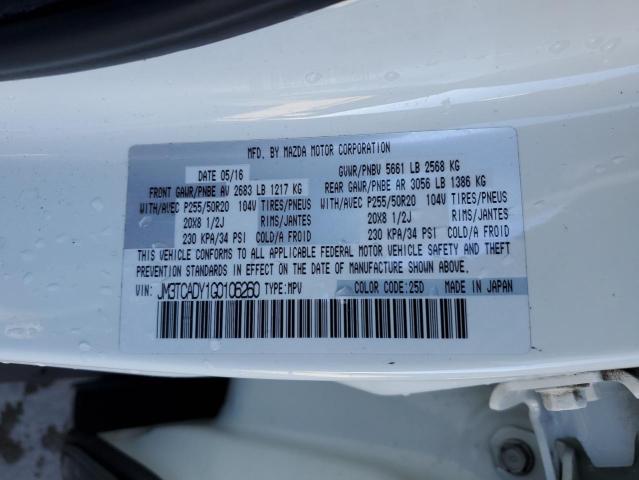 MFD. BY MAZDA MOTOR CORPORATION
DATE 05/16 GVWR/PNBV 5661 LB 2568 KG
FRONT GAWR/PNBE AV 2683 LB 1217 KG REAR GAWR/PNBE AR 3056 LB 1386 KG
WITH/AVEC P255/50R20 104V TIRES/PNEUS WITH/AVEC P255/50R20 104V TIRES/PNEUS
20X8 1/2J RIMS/JANTES 20X8 1/2J RIMS/JANTES
230 KPA/34 PSI COLD/A FROID 230 KPA/34 PSI COLD/A FROID
THIS VEHICLE CONFORMS TO ALL APPLICABLE FEDERAL MOTOR VEHICLE SAFETY AND THEFT
PREVENTION STANDARDS IN EFFECT ON THE DATE OF MANUFACTURE SHOWN ABOVE.
VIN: JM3TCADY1G0106260 TYPE:MPV COLOR CODE:25D MADE IN JAPAN